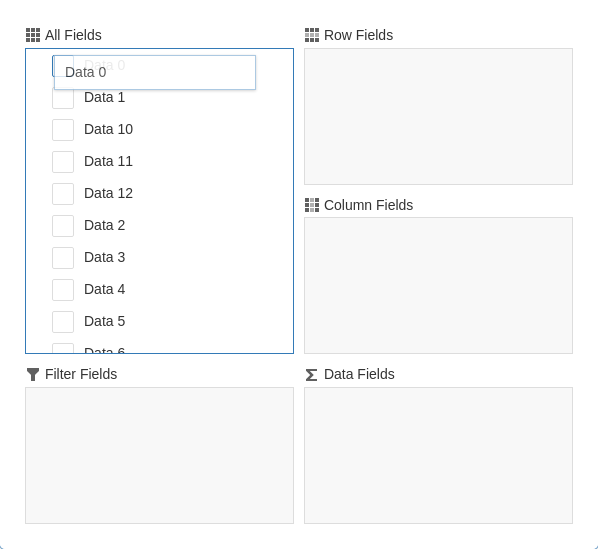 All Fields
Data 0
Data 0
Data 1
Data 10
Data 11
Data 12
Data 2
Data 3
Data 4
Data 5
Data 6
Row Fields
Column Fields
Filter Fields
Data Fields